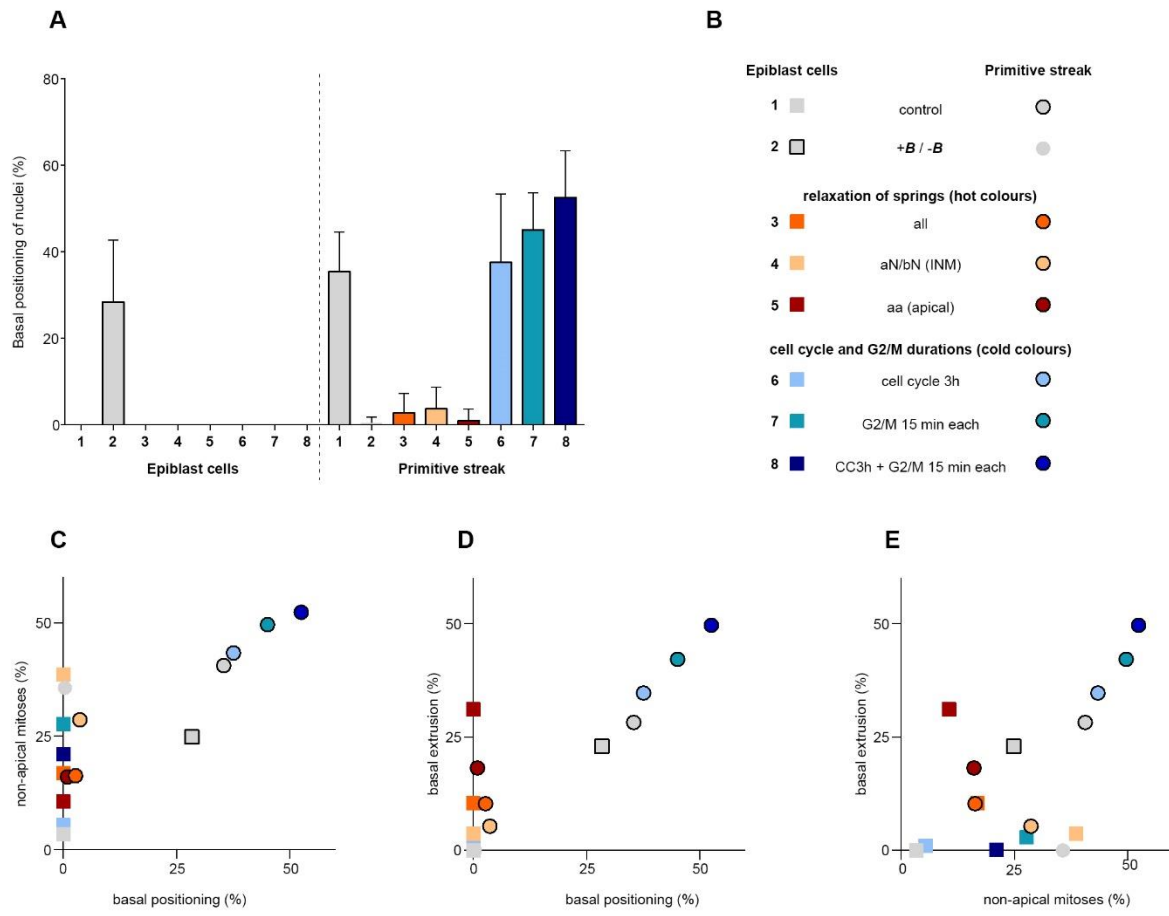 A
Basal positioning of nuclei (%)
80
60
40
20
0
1 2 3 4 5 6 7 8 1 2 3 4 5 6 7 8
Epiblast cells Primitive streak
B
Epiblast cells Primitive streak
1 control
2 +B / -B
relaxation of springs (hot colours)
3 all
4 aN/bN (INM)
5 aa (apical)
cell cycle and G2/M durations (cold colours)
6 cell cycle 3h
7 G2/M 15 min each
8 CC3h + G2/M 15 min each
C
non-apical mitoses (%)
50
25
0
0 25 50
basal positioning (%)
D
basal extrusion (%)
50
25
0
0 25 50
basal positioning (%)
E
basal extrusion (%)
50
25
0
0 25 50
non-apical mitoses (%)